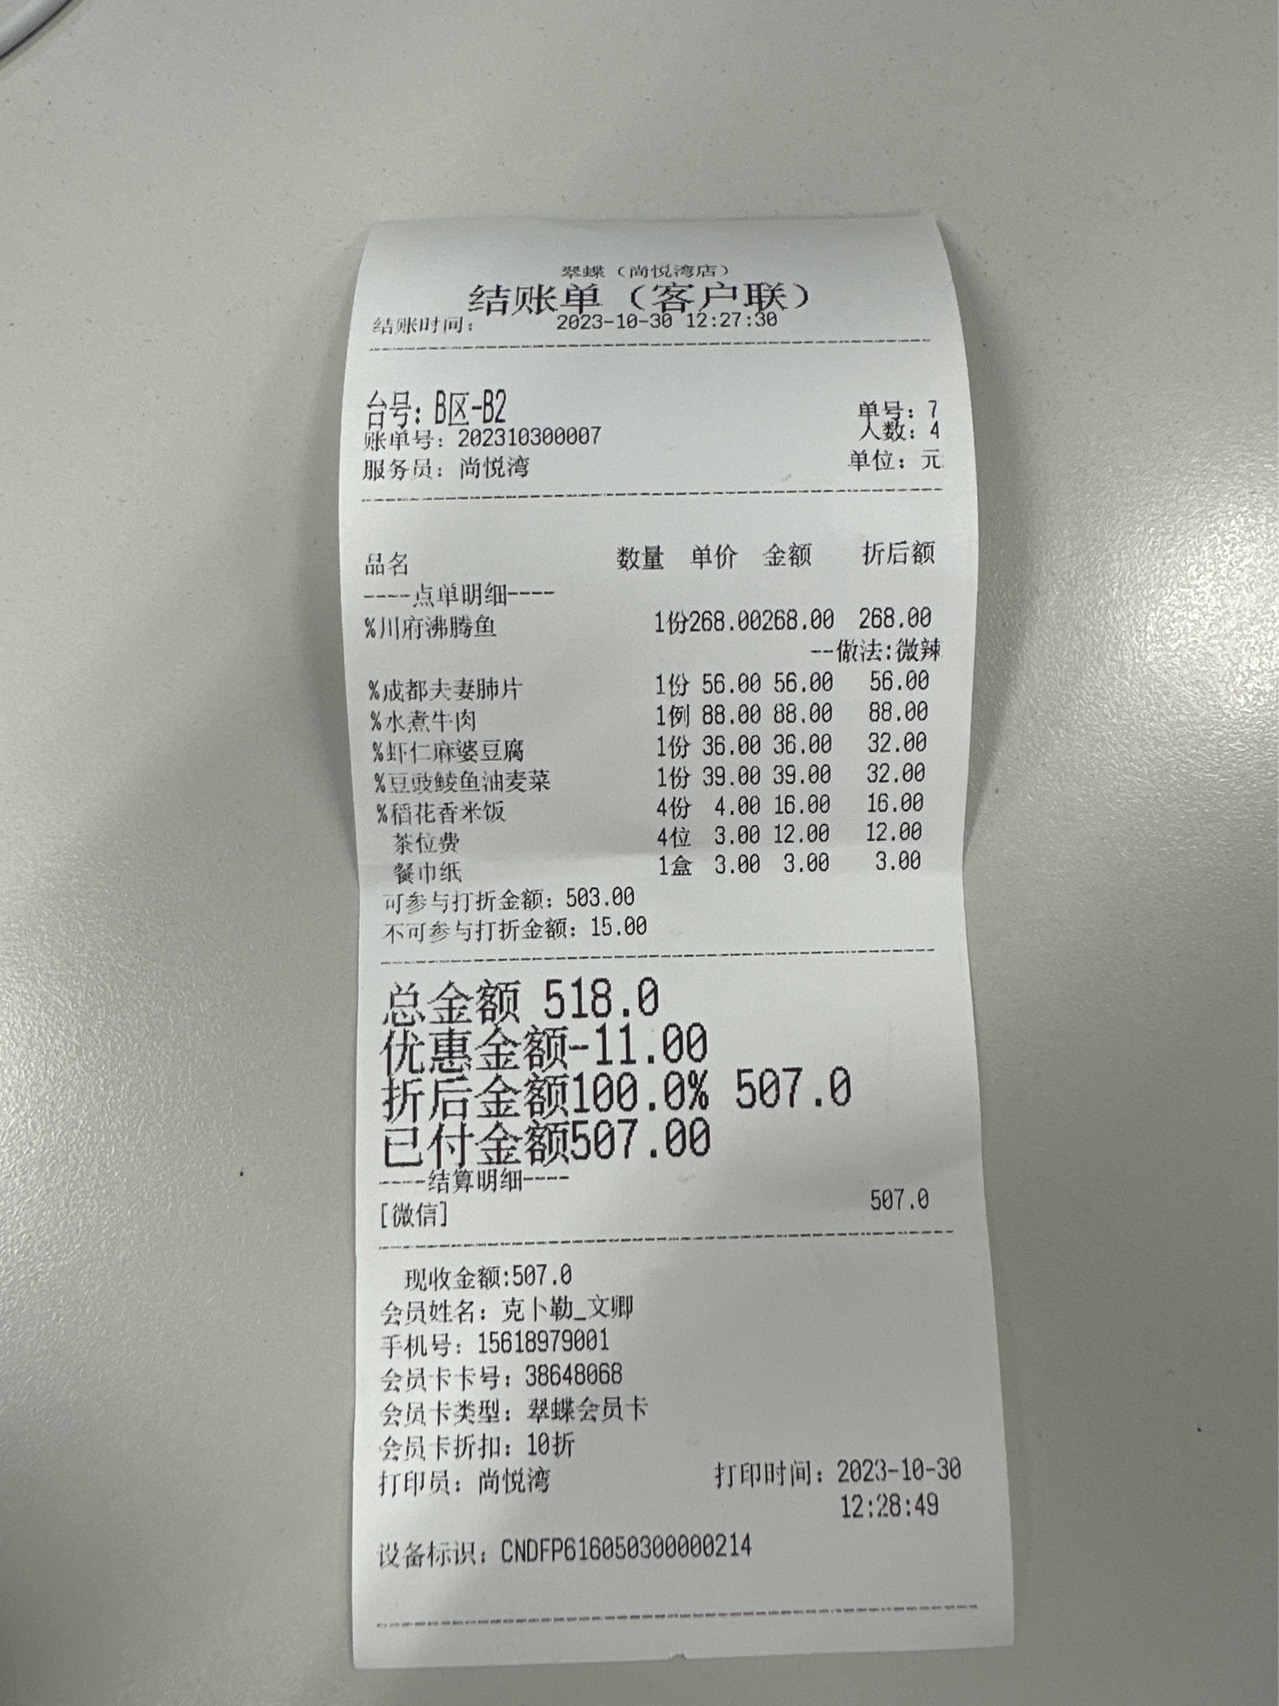 翠蝶（尚悦湾店）
结账单（客户联）
结账时间： 2023-10-30 12:27:30
台号：B区-B2
单号：7
账单号：202310300007 人数：4
服务员：尚悦湾 单位：元
品名 数量 单价 金额 折后额
----点单明细----
%川府沸腾鱼 1份268.00268.00 268.00
--做法:微辣
%成都夫妻肺片 1份 56.00 56.00 56.00
%水煮牛肉 1例 88.00 88.00 88.00
%虾仁麻婆豆腐 1份 36.00 36.00 32.00
%豆豉鲮鱼油麦菜 1份 39.00 39.00 32.00
%稻花香米饭 4份 4.00 16.00 16.00
茶位费 4位 3.00 12.00 12.00
餐巾纸 1盒 3.00 3.00 3.00
可参与打折金额：503.00
不可参与打折金额：15.00
总金额 518.0
优惠金额-11.00
折后金额100.0% 507.0
已付金额507.00
----结算明细----
[微信] 507.0
现收金额:507.0
会员姓名：克卜勒_文卿
手机号：15618979001
会员卡卡号：38648068
会员卡类型：翠蝶会员卡
会员卡折扣：10折
打印员：尚悦湾 打印时间：2023-10-30
12:28:49
设备标识：CNDFP616050300000214